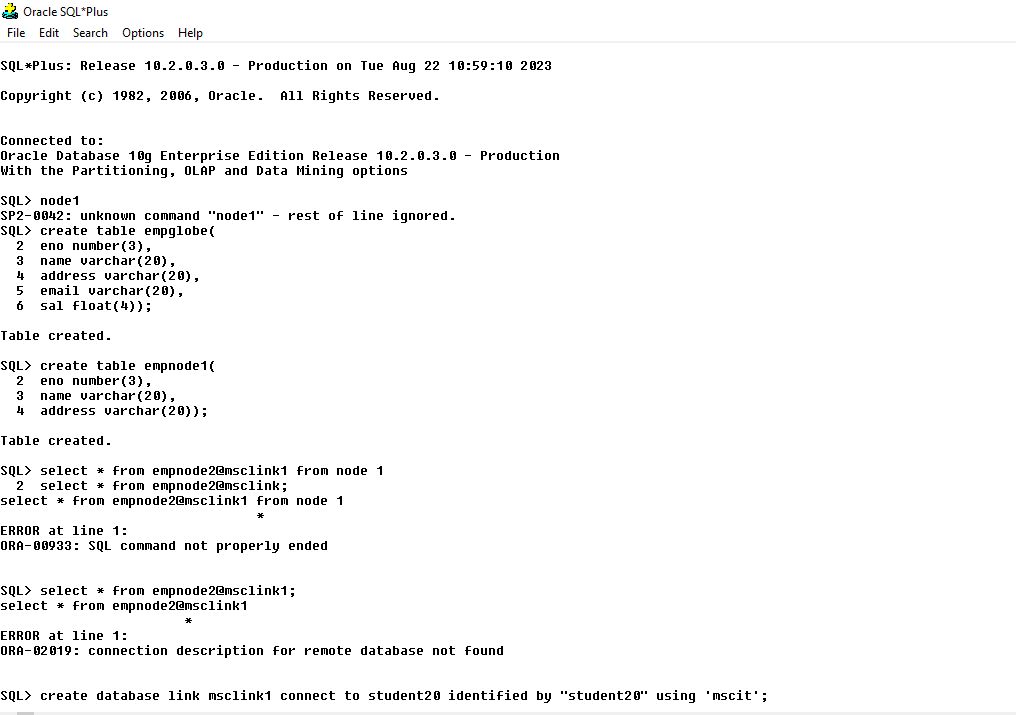 Oracle SQL*Plus
File Edit Search Options Help
SQL*Plus: Release 10.2.0.3.0 - Production on Tue Aug 22 10:59:10 2023
Copyright (c) 1982, 2006, Oracle.  All Rights Reserved.
Connected to:
Oracle Database 10g Enterprise Edition Release 10.2.0.3.0 - Production
With the Partitioning, OLAP and Data Mining options
SQL> node1
SP2-0042: unknown command "node1" - rest of line ignored.
SQL> create table empglobe(
  2  eno number(3),
  3  name varchar(20),
  4  address varchar(20),
  5  email varchar(20),
  6  sal float(4));
Table created.
SQL> create table empnode1(
  2  eno number(3),
  3  name varchar(20),
  4  address varchar(20));
Table created.
SQL> select * from empnode2@msclink1 from node 1
  2  select * from empnode2@msclink;
select * from empnode2@msclink1 from node 1
                                *
ERROR at line 1:
ORA-00933: SQL command not properly ended
SQL> select * from empnode2@msclink1;
select * from empnode2@msclink1
                       *
ERROR at line 1:
ORA-02019: connection description for remote database not found
SQL> create database link msclink1 connect to student20 identified by "student20" using 'mscit';